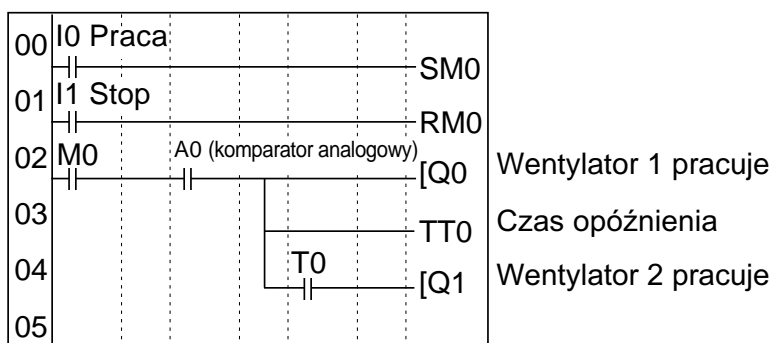 00 I0 Praca
SM0
01 I1 Stop
RM0
02 M0 A0 (komparator analogowy) [Q0 Wentylator 1 pracuje
03 TT0 Czas opóźnienia
04 T0 [Q1 Wentylator 2 pracuje
05